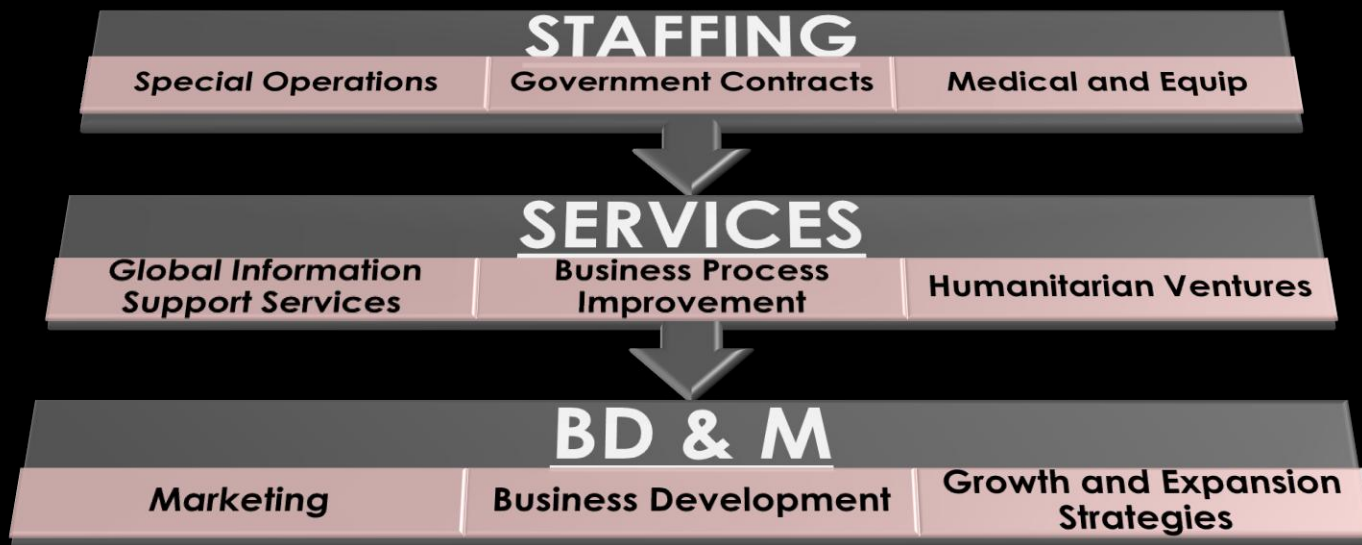 STAFFING
Special Operations
Government Contracts
Medical and Equip
SERVICES
Global Information
Support Services
Business Process
Improvement
Humanitarian Ventures
BD & M
Marketing
Business Development
Growth and Expansion
Strategies